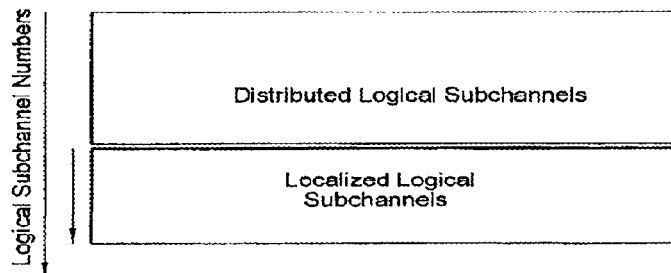 Logical Subchannel Numbers
Distributed Logical Subchannels
Localized Logical
Subchannels